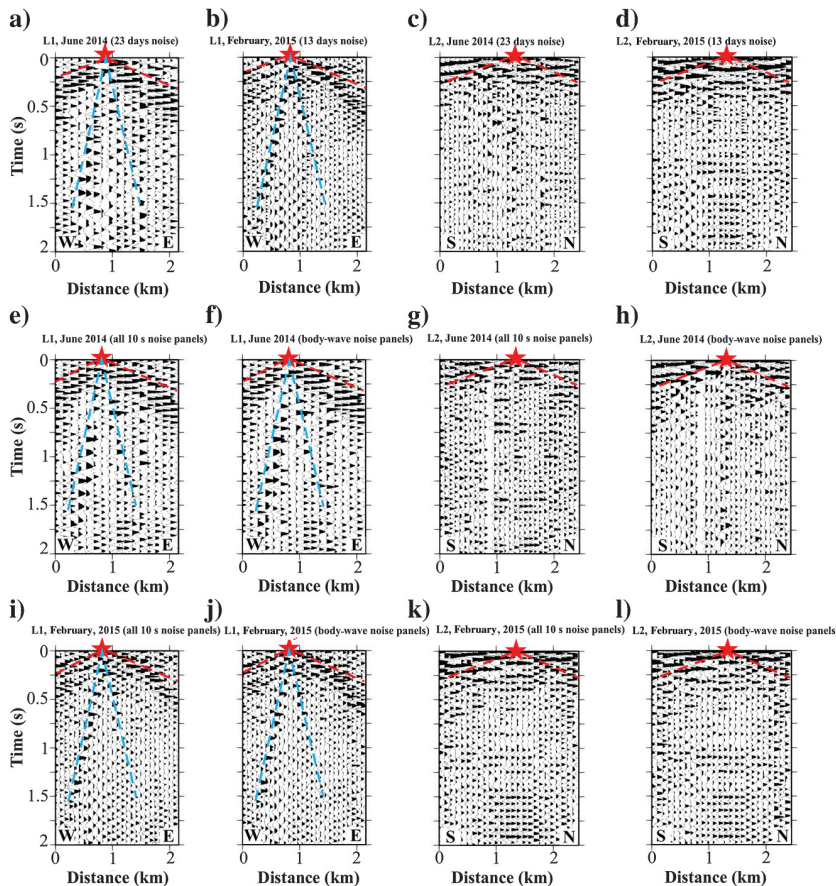 a) b) c) d)
L1, June 2014 (23 days noise) L1, February, 2015 (13 days noise) L2, June 2014 (23 days noise) L2, February, 2015 (13 days noise)
Time (s)
0
0.5
1
1.5
2
W E W E S N S N
0 1 2 0 1 2 0 1 2 0 1 2
Distance (km) Distance (km) Distance (km) Distance (km)
e) f) g) h)
L1, June 2014 (all 10 s noise panels) L1, June 2014 (body-wave noise panels) L2, June 2014 (all 10 s noise panels) L2, June 2014 (body-wave noise panels)
Time (s)
0
0.5
1
1.5
2
W E W E S N S N
0 1 2 0 1 2 0 1 2 0 1 2
Distance (km) Distance (km) Distance (km) Distance (km)
i) j) k) l)
L1, February, 2015 (all 10 s noise panels) L1, February, 2015 (body-wave noise panels) L2, February, 2015 (all 10 s noise panels) L2, February, 2015 (body-wave noise panels
Time (s)
0
0.5
1
1.5
2
W E W E S N S N
0 1 2 0 1 2 0 1 2 0 1 2
Distance (km) Distance (km) Distance (km) Distance (km)